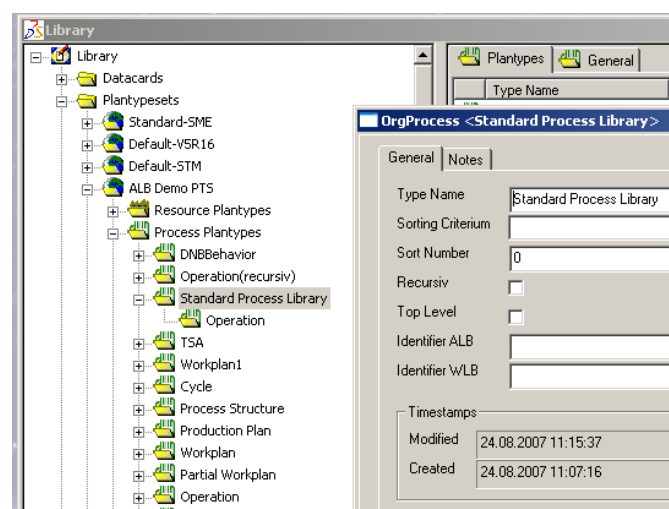 Library
Library
Datacards
Plantypesets
Standard-SME
Default-V5R16
Default-STM
ALB Demo PTS
Resource Plantypes
Process Plantypes
DNBBehavior
Operation(recursiv)
Standard Process Library
Operation
TSA
Workplan1
Cycle
Process Structure
Production Plan
Workplan
Partial Workplan
Operation
Plantypes General
Type Name
OrgProcess <Standard Process Library>
General Notes
Type Name Standard Process Library
Sorting Criterium
Sort Number 0
Recursiv
Top Level
Identifier ALB
Identifier WLB
Timestamps
Modified 24.08.2007 11:15:37
Created 24.08.2007 11:07:16